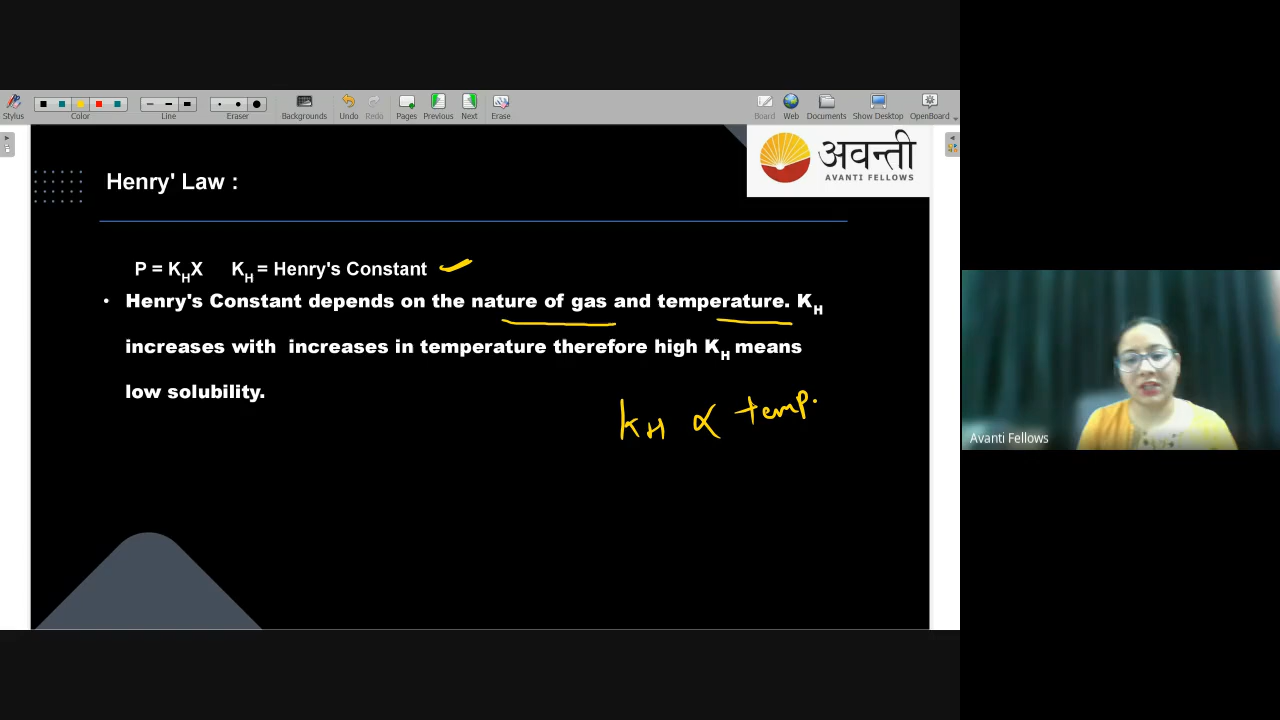 Stylus
Color
Line
Eraser
Backgrounds
Undo
Redo
Pages
Previous
Next
Erase
Board
Web
Documents
Show Desktop
OpenBoard
अवन्ती
AVANTI FELLOWS
Henry' Law :
P = KHX KH = Henry's Constant
• Henry's Constant depends on the nature of gas and temperature. KH
increases with increases in temperature therefore high KH means
low solubility.
KH ∝ temp.
Avanti Fellows